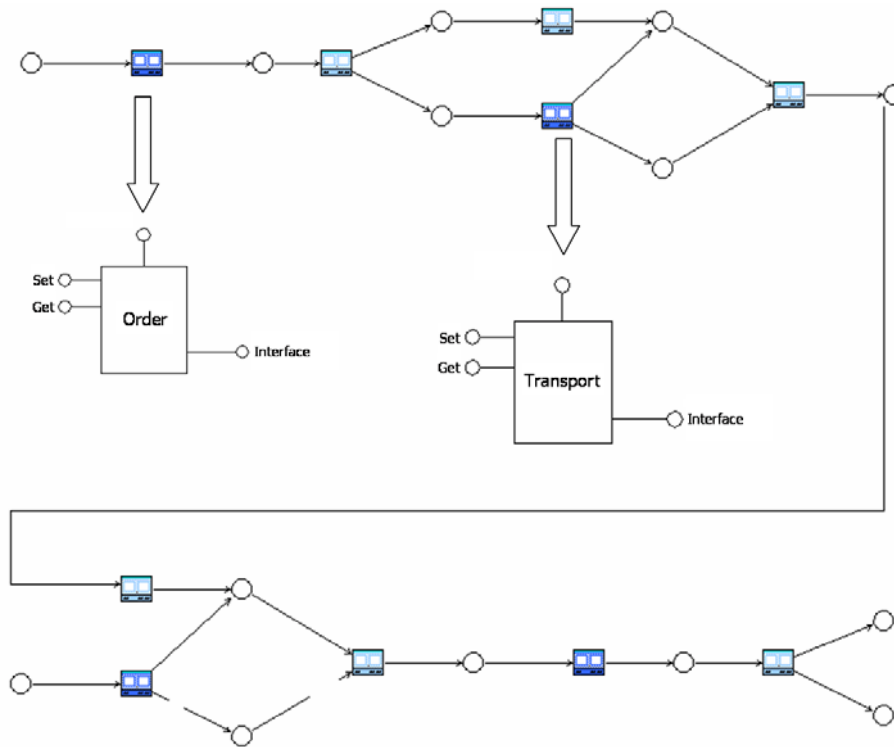 Set
Get
Order
Interface
Set
Get
Transport
Interface